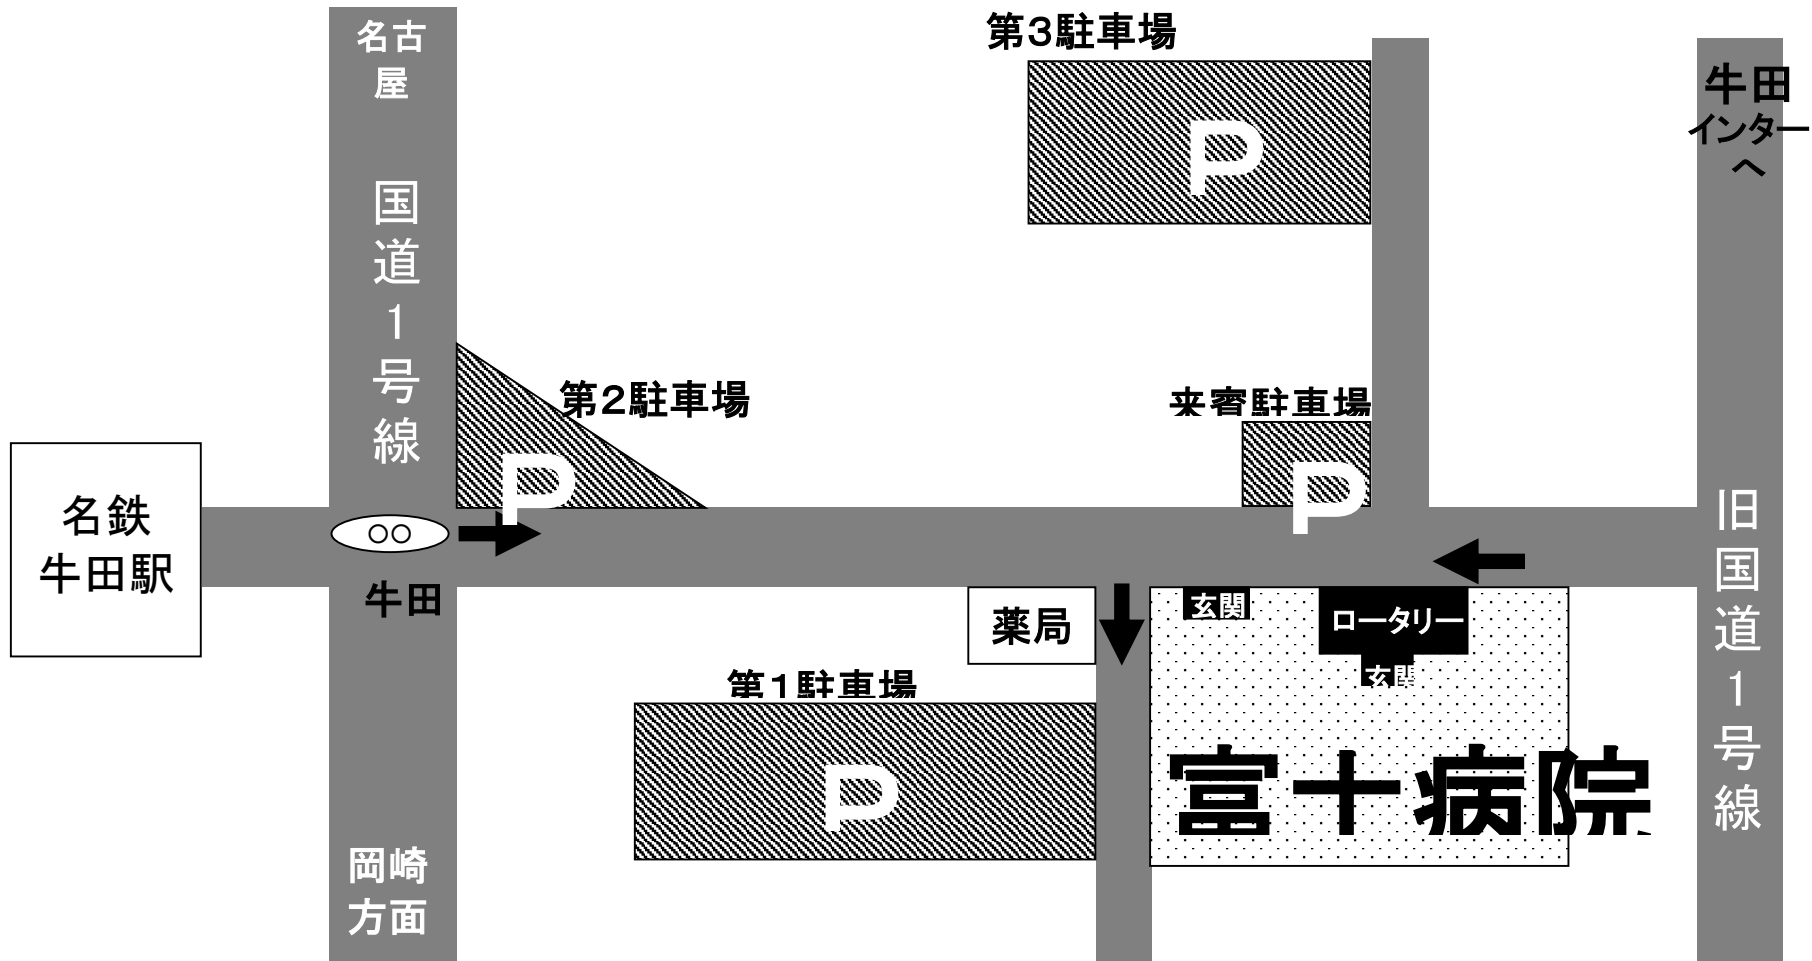 名古
屋
国道1号線
第3駐車場
牛田
インター
へ
P
第2駐車場
P
駐車場
P
名鉄
牛田駅
牛田
旧国道1号線
薬局
玄関
ロータリー
玄関
第1駐車場
P
富士病院
岡崎
方面